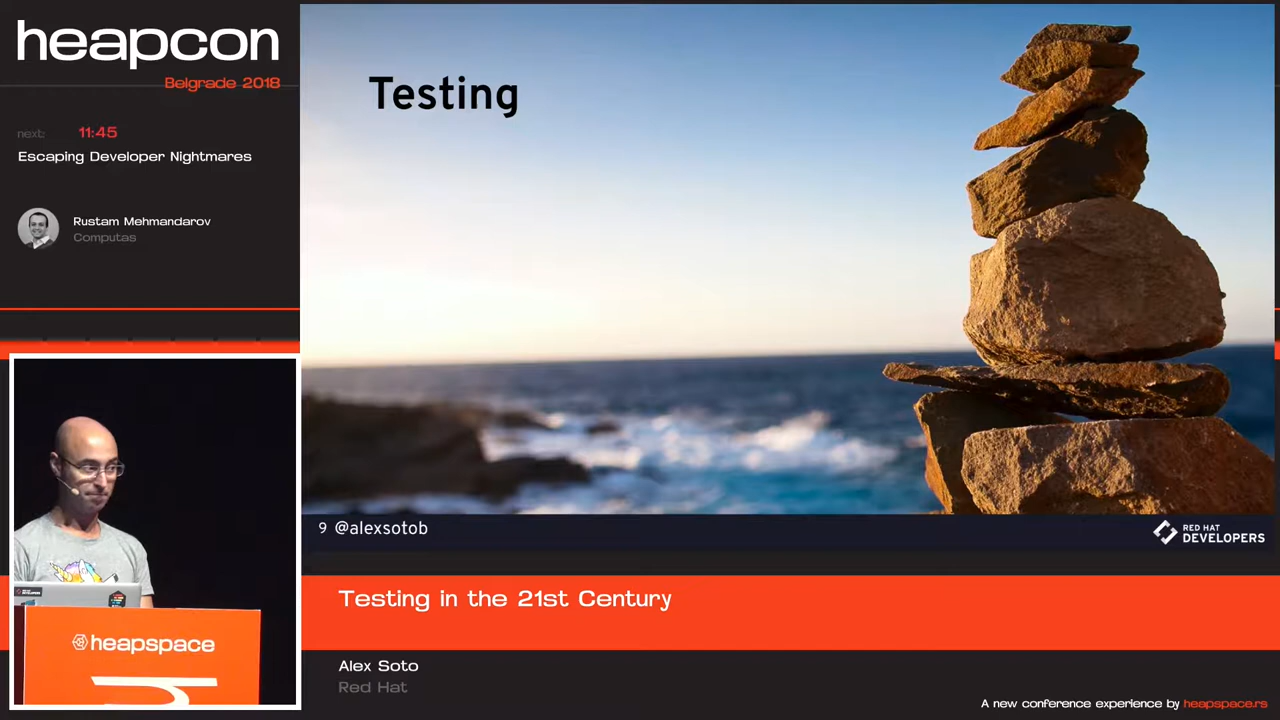 heapcon
Belgrade 2018
next: 11:45
Escaping Developer Nightmares
Rustam Mehmandarov
Computas
Testing
9 @alexsotob
RED HAT
DEVELOPERS
heapspace
Testing in the 21st Century
Alex Soto
Red Hat
A new conference experience by heapspace.rs